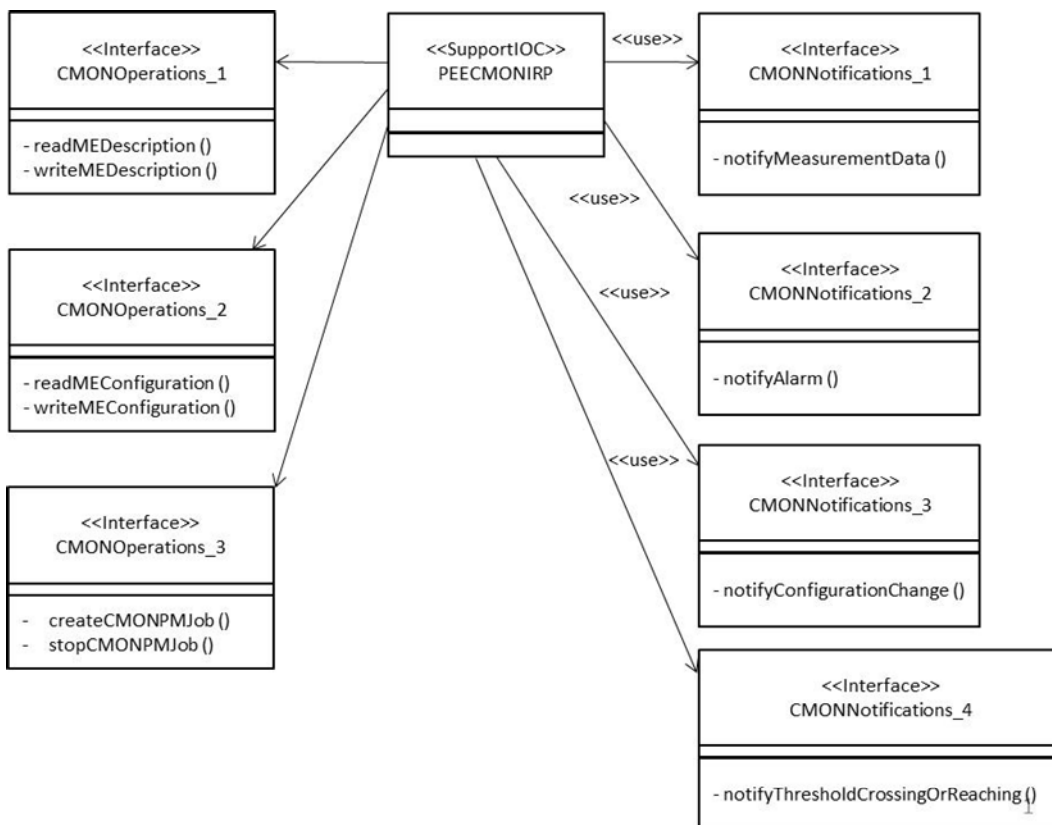 <<Interface>>
CMONOperations_1
- readMEDescription ()
- writeMEDescription ()
<<Interface>>
CMONOperations_2
- readMEConfiguration ()
- writeMEConfiguration ()
<<Interface>>
CMONOperations_3
- createCMONPMJob ()
- stopCMONPMJob ()
<<SupportIOC>>
PEECMONIRP
<<use>>
<<use>>
<<use>>
<<use>>
<<Interface>>
CMONNotifications_1
- notifyMeasurementData ()
<<Interface>>
CMONNotifications_2
- notifyAlarm ()
<<Interface>>
CMONNotifications_3
- notifyConfigurationChange ()
<<Interface>>
CMONNotifications_4
- notifyThresholdCrossingOrReaching ()
1